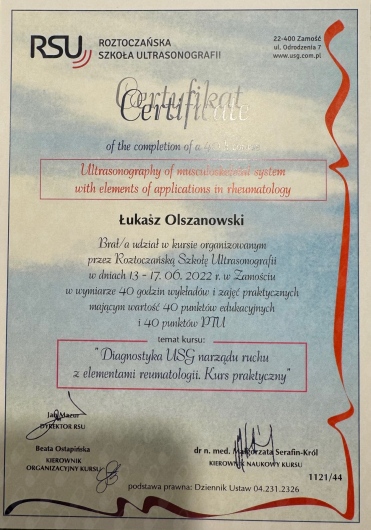 RSU
ROZTOCZAŃSKA
SZKOŁA ULTRASONOGRAFII
22-400 Zamość
ul. Odrodzenia 7
www.usg.com.pl
Certyfikat
Certificate
of the completion of a
Ultrasonography of musculoskeletal system
with elements of applications in rheumatology
Łukasz Olszanowski
Brał/a udział w kursie organizowanym
przez Roztoczańską Szkołę Ultrasonografii
w dniach 13 - 17. 06. 2022 r. w Zamościu
w wymiarze 40 godzin wykładów i zajęć praktycznych
mającym wartość 40 punktów edukacyjnych
i 40 punktów PTU
temat kursu:
"Diagnostyka USG narządu ruchu
z elementami reumatologii. Kurs praktyczny"
Mazur
DYREKTOR RSU
Beata Ostapińska
KIEROWNIK
ORGANIZACYJNY KURSU
dr n. med. Małgorzata Serafin-Król
KIEROWNIK NAUKOWY KURSU
1121/44
podstawa prawna: Dziennik Ustaw 04.231.2326